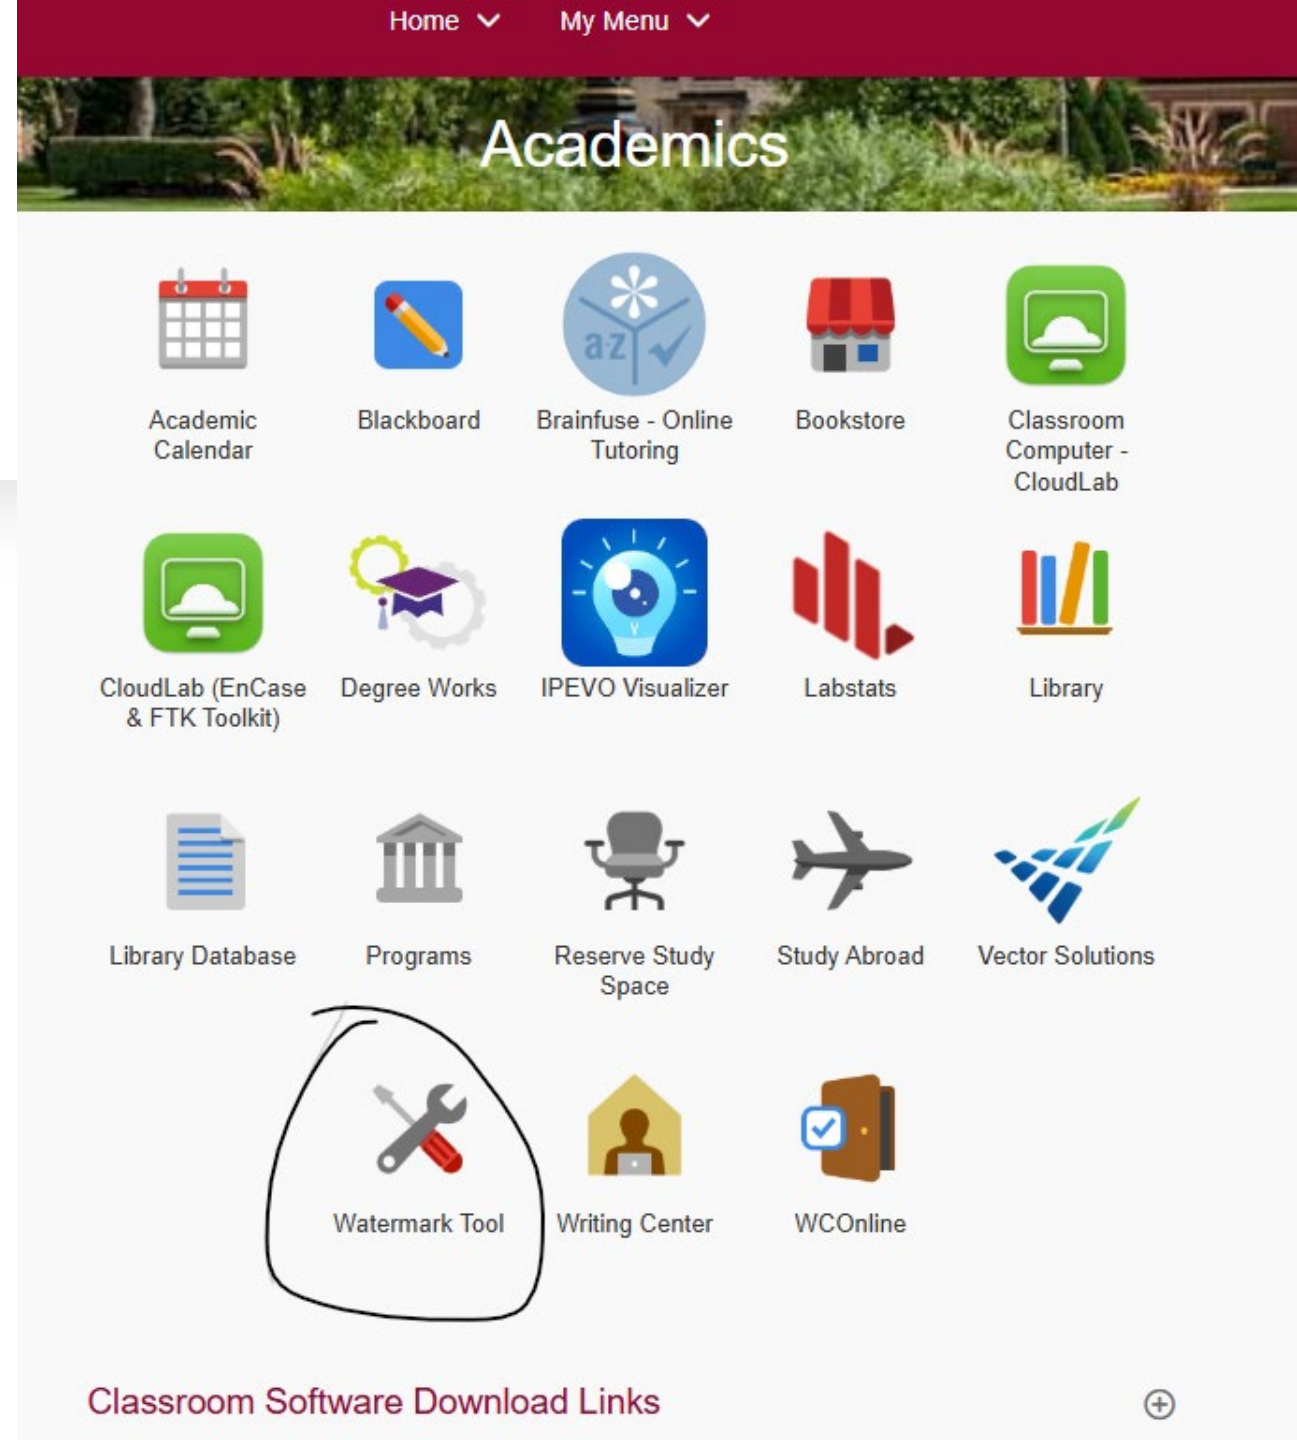 Home My Menu
Academics
a-z
Academic
Calendar
Blackboard
Brainfuse - Online
Tutoring
Bookstore
Classroom
Computer -
CloudLab
CloudLab (EnCase
& FTK Toolkit)
Degree Works
IPEVO Visualizer
Labstats
Library
Library Database
Programs
Reserve Study
Space
Study Abroad
Vector Solutions
Watermark Tool
Writing Center
WCOnline
Classroom Software Download Links